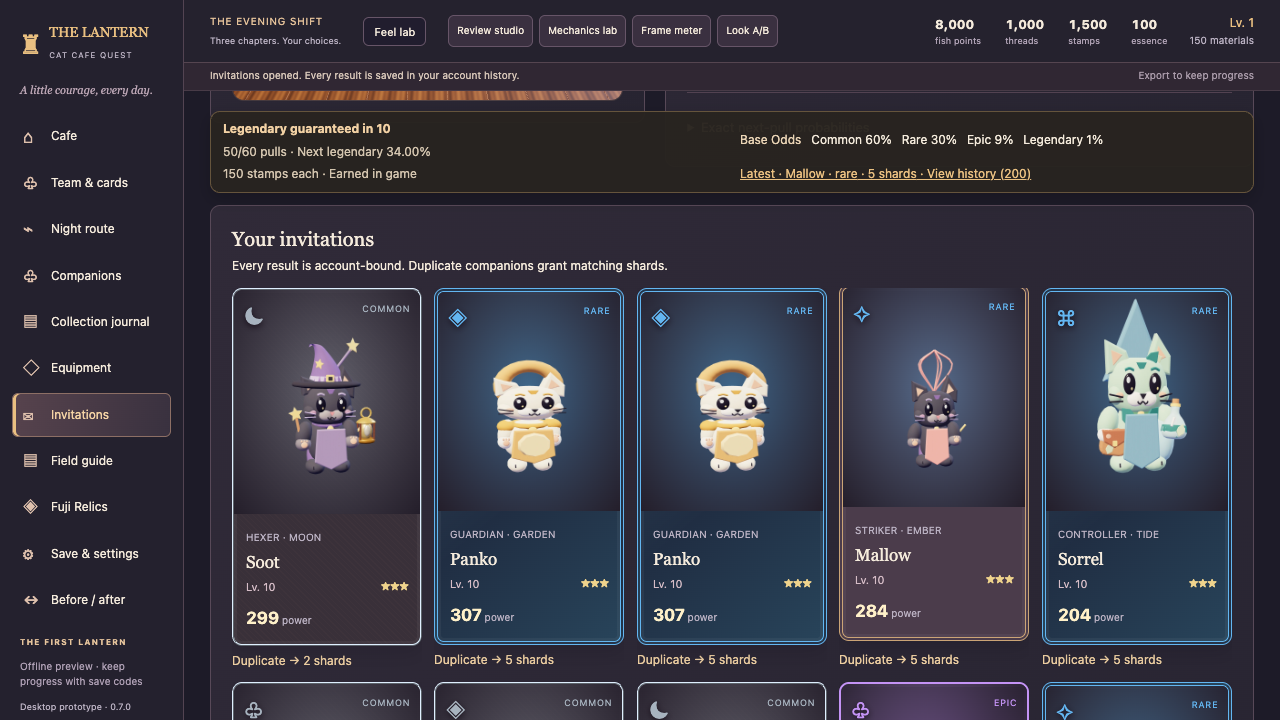 THE LANTERN
CAT CAFE QUEST
A little courage, every day.
Cafe
Team & cards
Night route
Companions
Collection journal
Equipment
Invitations
Field guide
Fuji Relics
Save & settings
Before / after
THE FIRST LANTERN
Offline preview · keep
progress with save codes
Desktop prototype · 0.7.0
THE EVENING SHIFT
Three chapters. Your choices.
Feel lab
Review studio
Mechanics lab
Frame meter
Look A/B
8,000
fish points
1,000
threads
1,500
stamps
100
essence
Lv. 1
150 materials
Invitations opened. Every result is saved in your account history.
Export to keep progress
Legendary guaranteed in 10
50/60 pulls · Next legendary 34.00%
150 stamps each · Earned in game
Base Odds Common 60% Rare 30% Epic 9% Legendary 1%
Latest · Mallow · rare · 5 shards · View history (200)
Your invitations
Every result is account-bound. Duplicate companions grant matching shards.
COMMON
HEXER · MOON
Soot
Lv. 10
299 power
Duplicate → 2 shards
RARE
GUARDIAN · GARDEN
Panko
Lv. 10
307 power
Duplicate → 5 shards
RARE
GUARDIAN · GARDEN
Panko
Lv. 10
307 power
Duplicate → 5 shards
RARE
STRIKER · EMBER
Mallow
Lv. 10
284 power
Duplicate → 5 shards
RARE
CONTROLLER · TIDE
Sorrel
Lv. 10
204 power
Duplicate → 5 shards
COMMON
COMMON
COMMON
EPIC
RARE